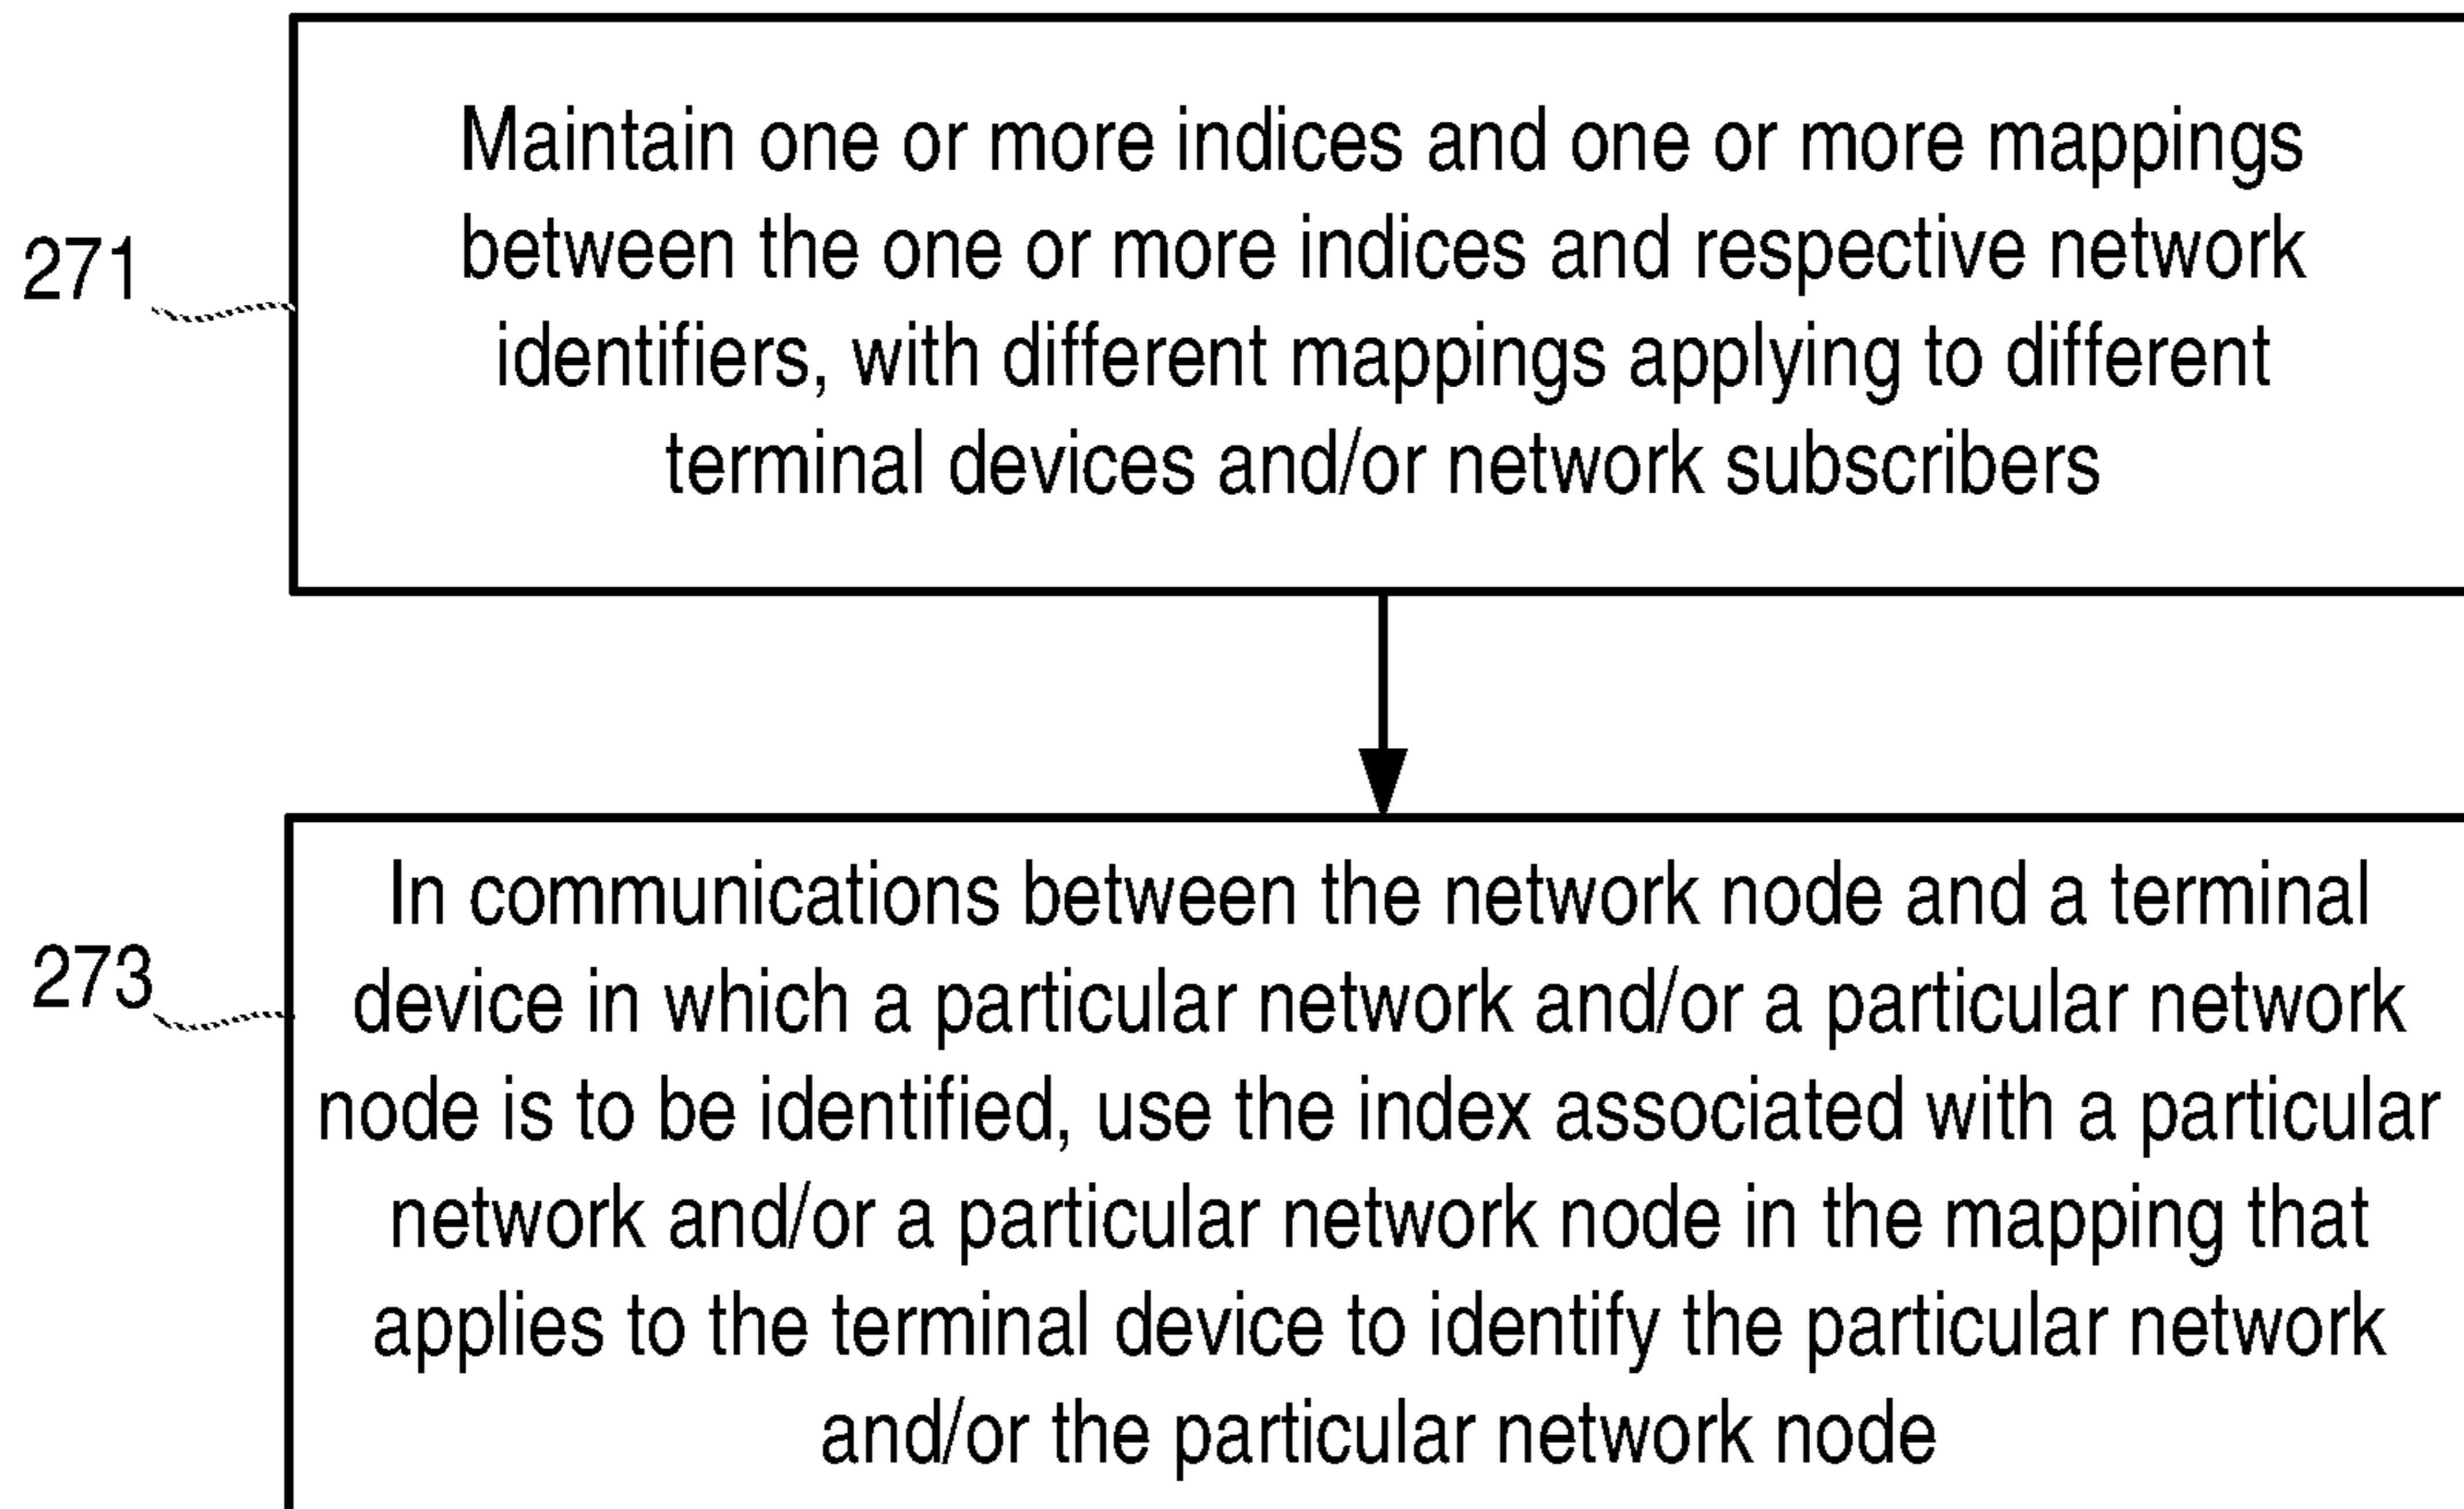 Maintain one or more indices and one or more mappings
between the one or more indices and respective network
271
identifiers, with different mappings applying to different
terminal devices and/or network subscribers
In communications between the network node and a terminal
273
device in which a particular network and/or a particular network
node is to be identified, use the index associated with a particular
network and/or a particular network node in the mapping that
applies to the terminal device to identify the particular network
and/or the particular network node